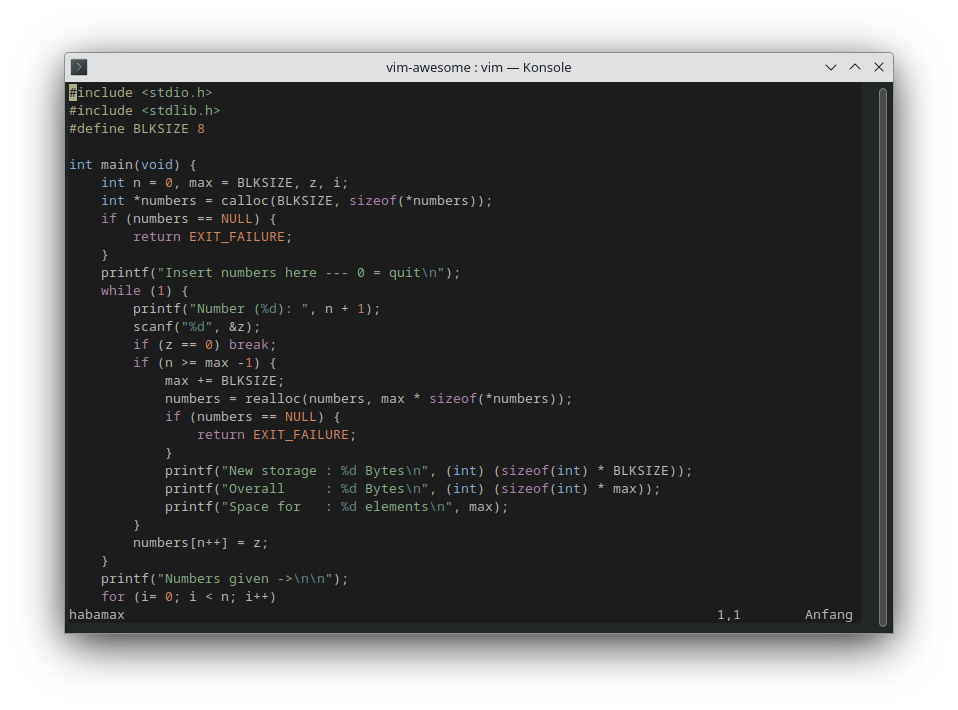 vim-awesome : vim — Konsole
#include <stdio.h>
#include <stdlib.h>
#define BLKSIZE 8

int main(void) {
    int n = 0, max = BLKSIZE, z, i;
    int *numbers = calloc(BLKSIZE, sizeof(*numbers));
    if (numbers == NULL) {
        return EXIT_FAILURE;
    }
    printf("Insert numbers here --- 0 = quit\n");
    while (1) {
        printf("Number (%d): ", n + 1);
        scanf("%d", &z);
        if (z == 0) break;
        if (n >= max -1) {
            max += BLKSIZE;
            numbers = realloc(numbers, max * sizeof(*numbers));
            if (numbers == NULL) {
                return EXIT_FAILURE;
            }
            printf("New storage : %d Bytes\n", (int) (sizeof(int) * BLKSIZE));
            printf("Overall     : %d Bytes\n", (int) (sizeof(int) * max));
            printf("Space for   : %d elements\n", max);
        }
        numbers[n++] = z;
    }
    printf("Numbers given ->\n\n");
    for (i= 0; i < n; i++)
habamax 1,1 Anfang